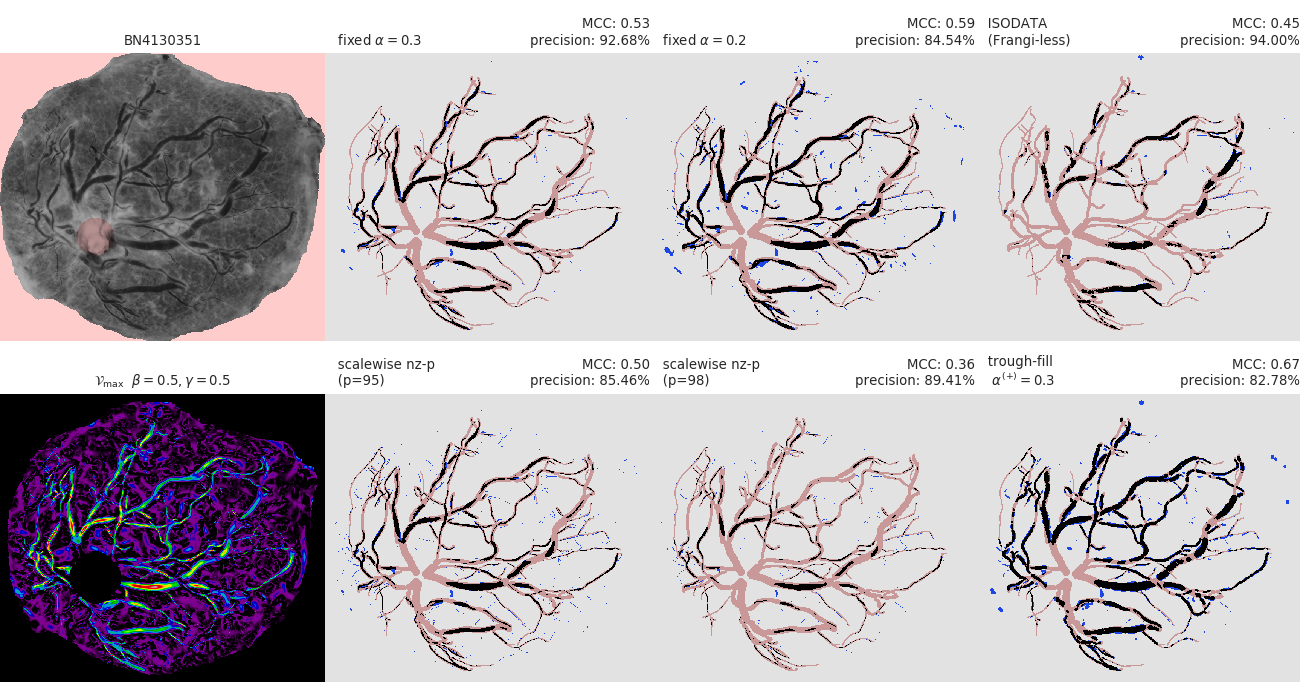 BN4130351
fixed α = 0.3
MCC: 0.53
precision: 92.68%
fixed α = 0.2
MCC: 0.59
precision: 84.54%
ISODATA
(Frangi-less)
MCC: 0.45
precision: 94.00%
𝒱max β = 0.5, γ = 0.5
scalewise nz-p
(p=95)
MCC: 0.50
precision: 85.46%
scalewise nz-p
(p=98)
MCC: 0.36
precision: 89.41%
trough-fill
α(+) = 0.3
MCC: 0.67
precision: 82.78%